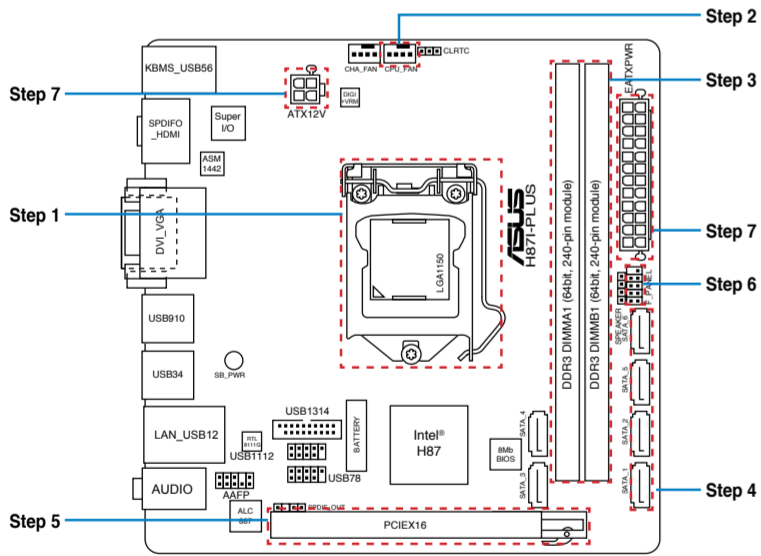 Step 2
KBMS_USB56
CHA_FAN
CPU_FAN
CLRTC
Step 3
EATXPWR
Step 7
ATX12V
DIGI
+VRM
SPDIFO
_HDMI
Super
I/O
ASM
1442
Step 1
DVI_VGA
LGA1150
ASUS
H87I-PLUS
DDR3 DIMMA1 (64bit, 240-pin module)
DDR3 DIMMB1 (64bit, 240-pin module)
Step 7
Step 6
F_PANEL
SPEAKER
SATA_6
USB910
SATA_5
USB34
SB_PWR
SATA_4
SATA_2
LAN_USB12
RTL
8111G
USB1314
USB1112
BATTERY
Intel®
H87
8Mb
BIOS
USB78
SATA_3
SATA_1
Step 4
AUDIO
AAFP
ALC
887
SPDIF_OUT
Step 5
PCIEX16